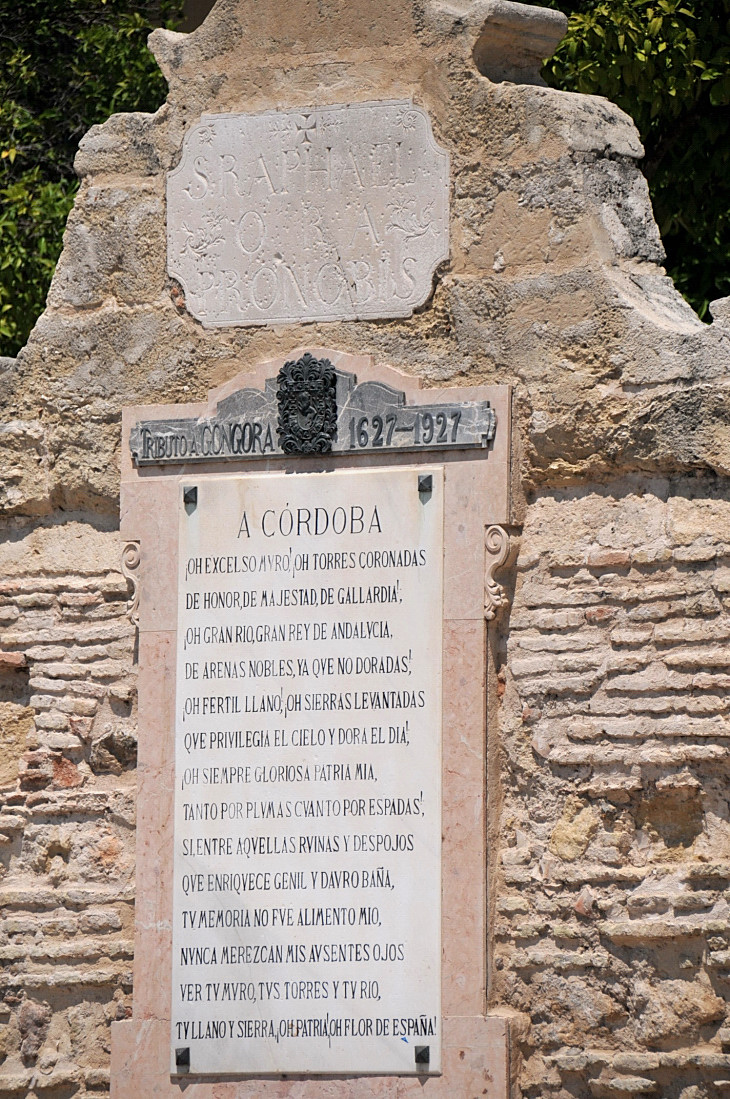 S. RAPHAEL
ORA
PRONOBIS
TRIBUTO A GONGORA 1627-1927
A CÓRDOBA
¡OH EXCELSO MVRO! ¡OH TORRES CORONADAS
DE HONOR, DE MAJESTAD, DE GALLARDIA!,
¡OH GRAN RIO, GRAN REY DE ANDALVCIA,
DE ARENAS NOBLES, YA QVE NO DORADAS!
¡OH FERTIL LLANO! ¡OH SIERRAS LEVANTADAS
QVE PRIVILEGIA EL CIELO Y DORA EL DIA!,
¡OH SIEMPRE GLORIOSA PATRIA MIA,
TANTO POR PLVMAS CVANTO POR ESPADAS!,
SI, ENTRE AQVELLAS RVINAS Y DESPOJOS
QVE ENRIQVECE GENIL Y DAVRO BAÑA,
TV MEMORIA NO FVE ALIMENTO MIO,
NVNCA MEREZCAN MIS AVSENTES OJOS
VER TV MVRO, TVS TORRES Y TV RIO,
TV LLANO Y SIERRA, ¡OH PATRIA! ¡OH FLOR DE ESPAÑA!